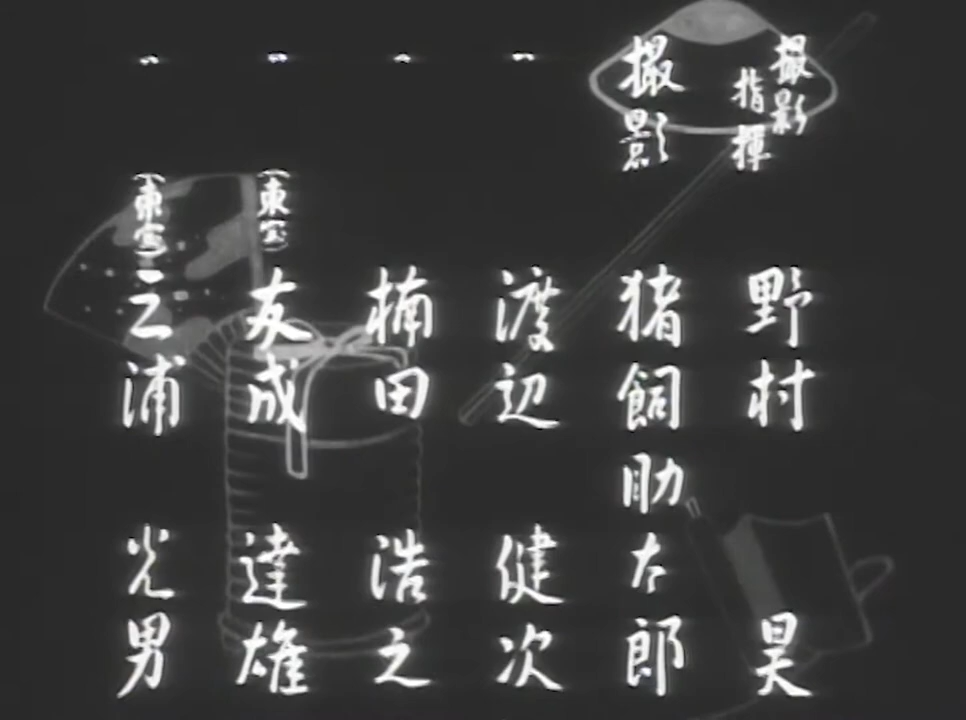 撮影指揮 野村 昊
撮影 猪飼助太郎
〃 渡辺健次
〃 楠田浩之
〃 (東宝)友成達雄
〃 (東宝)三浦光男